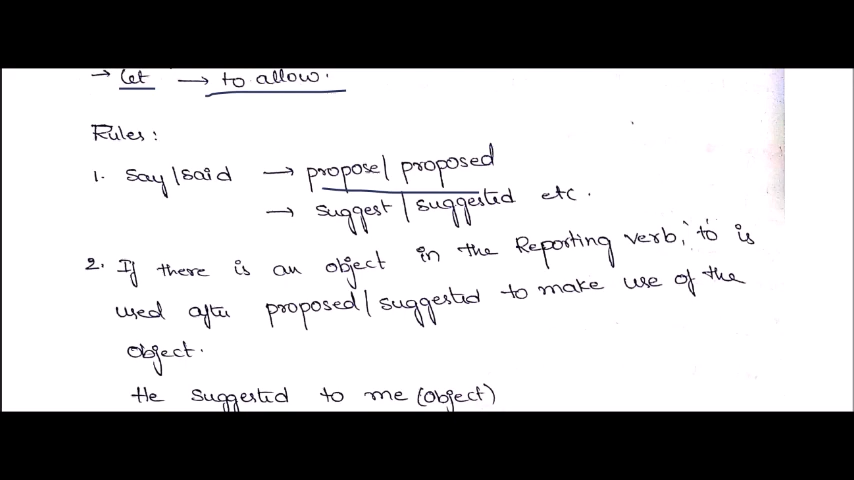 → let → to allow.
Rules:
1. Say/said → propose/proposed
→ suggest/suggested etc.
2. If there is an object in the Reporting verb, 'to' is
used after proposed/suggested to make use of the
object.
He suggested to me (object)